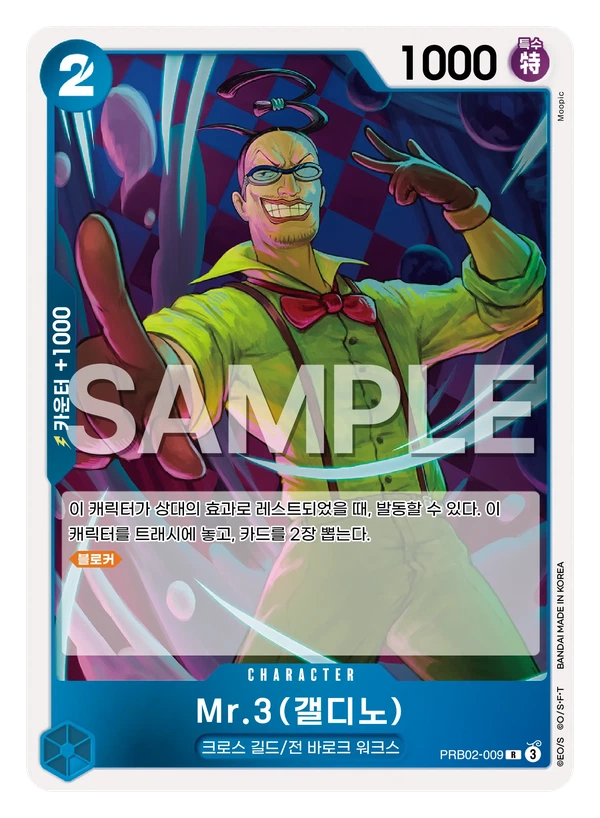 2
1000
특수
特
Moopic
카운터 +1000
SAMPLE
이 캐릭터가 상대의 효과로 레스트되었을 때, 발동할 수 있다. 이
캐릭터를 트래시에 놓고, 카드를 2장 뽑는다.
블로커
CHARACTER
Mr.3(갤디노)
크로스 길드/전 바로크 워크스
PRB02-009 R 3
©EO/S ©O/S·F·T BANDAI MADE IN KOREA